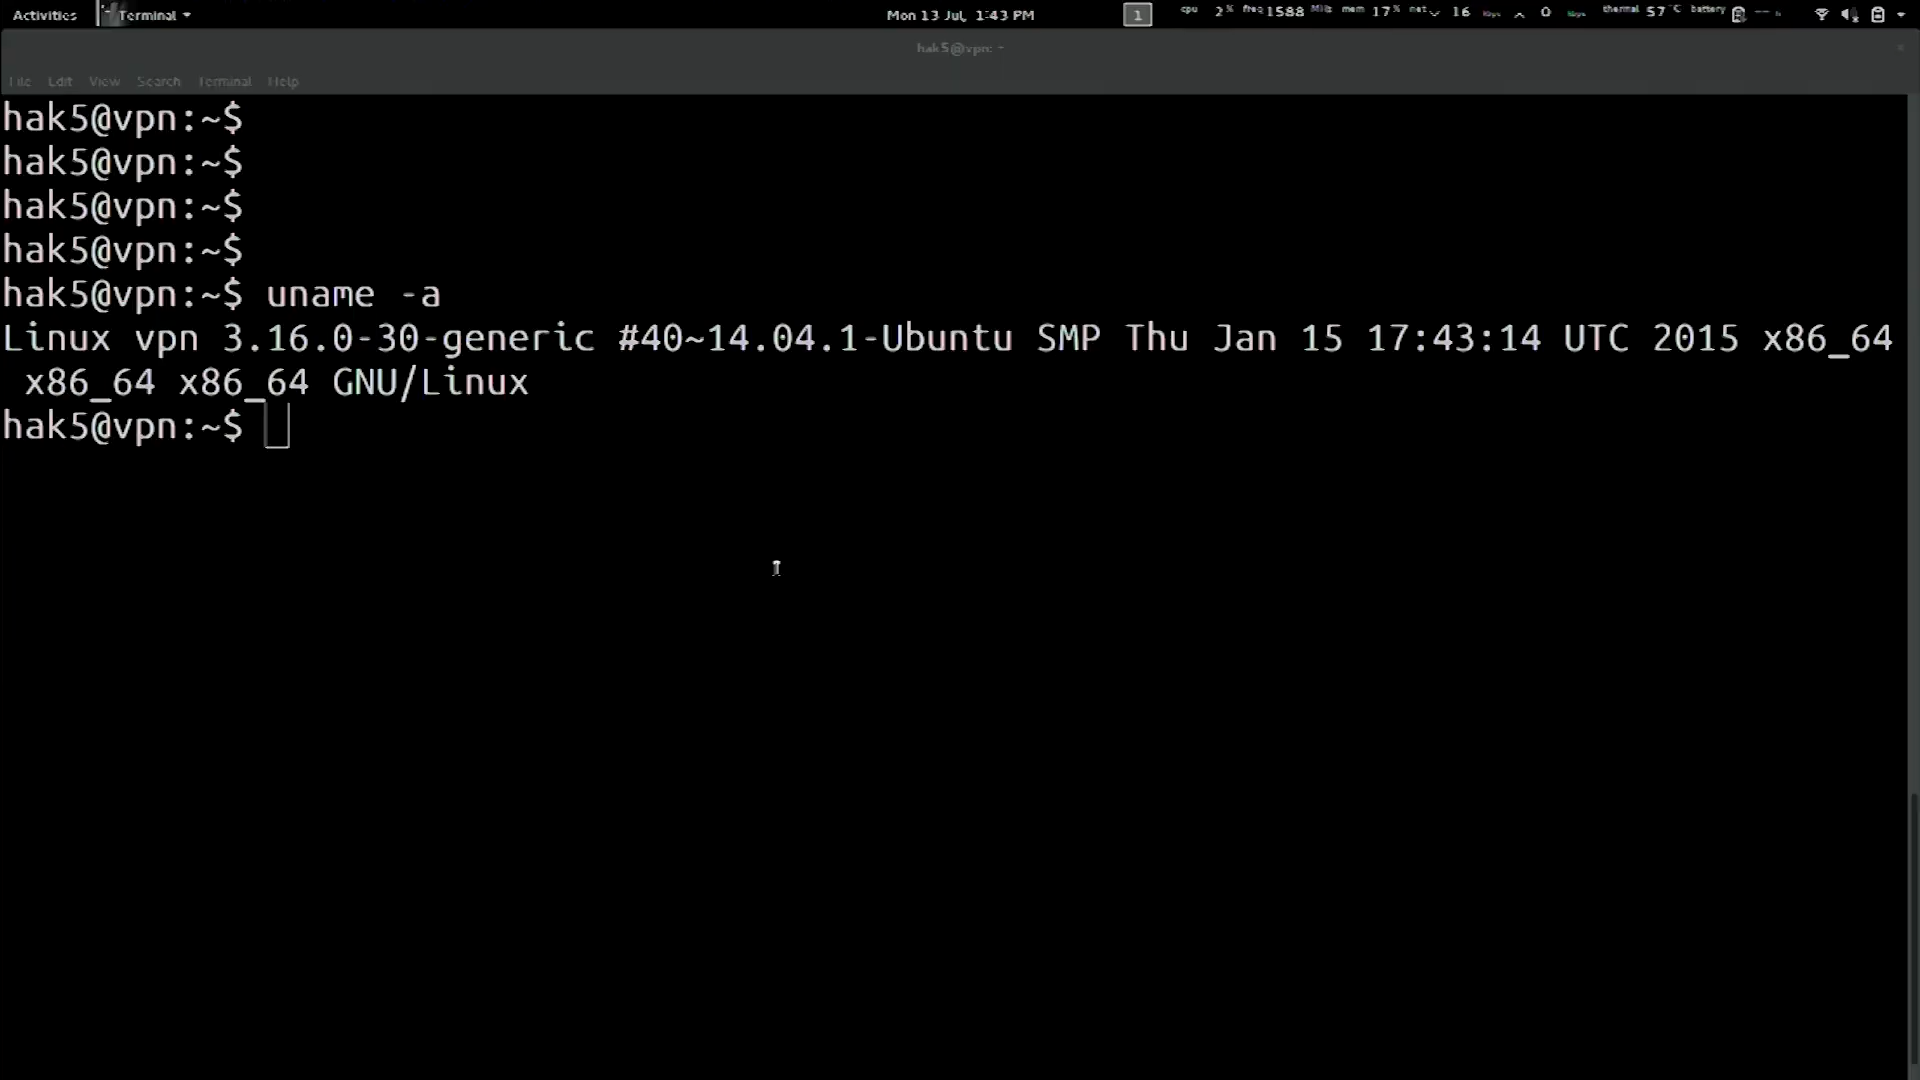 Activities Terminal Mon 13 Jul, 1:43 PM 1 cpu 2 % freq 1588 MHz mem 17 % net 16 kbps 0 kbps thermal 57 °C battery --
hak5@vpn: ~
File Edit View Search Terminal Help
hak5@vpn:~$
hak5@vpn:~$
hak5@vpn:~$
hak5@vpn:~$
hak5@vpn:~$ uname -a
Linux vpn 3.16.0-30-generic #40~14.04.1-Ubuntu SMP Thu Jan 15 17:43:14 UTC 2015 x86_64
x86_64 x86_64 GNU/Linux
hak5@vpn:~$